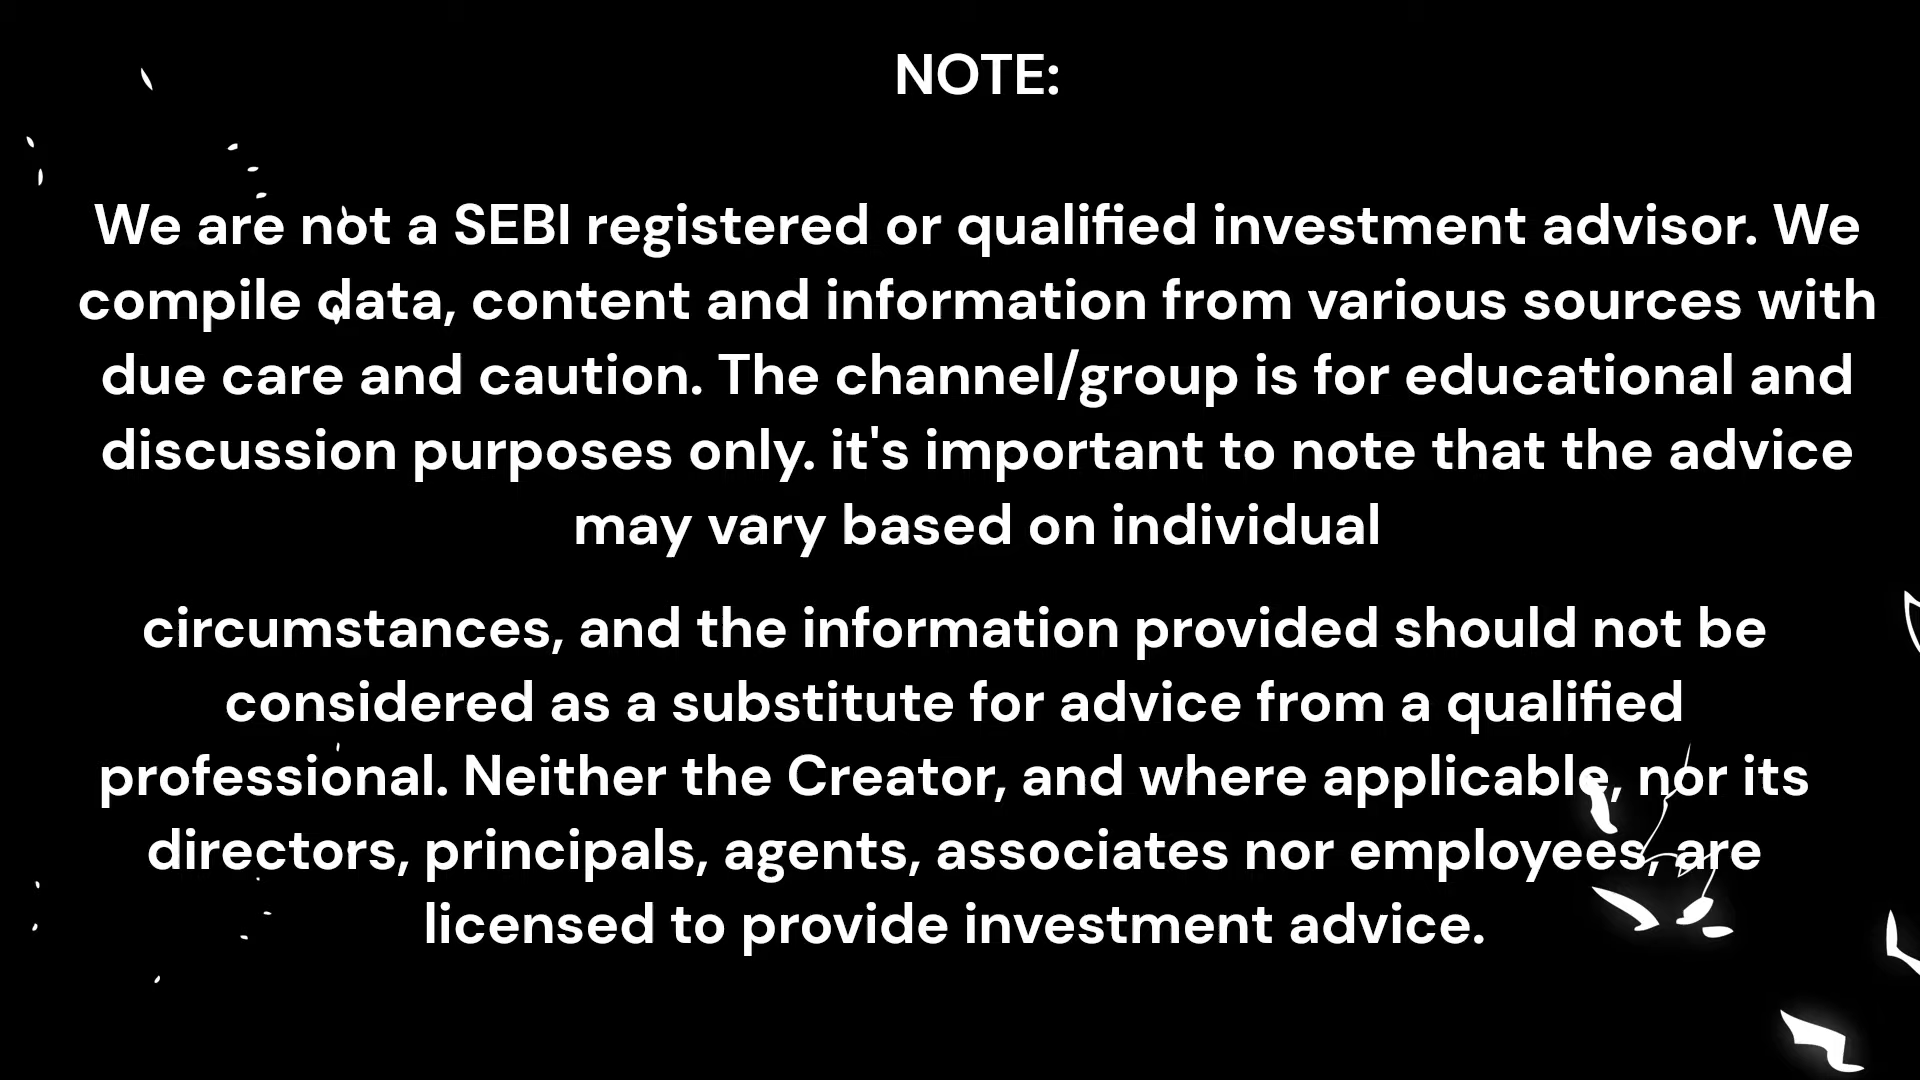 NOTE:
We are not a SEBI registered or qualified investment advisor. We
compile data, content and information from various sources with
due care and caution. The channel/group is for educational and
discussion purposes only. it's important to note that the advice
may vary based on individual
circumstances, and the information provided should not be
considered as a substitute for advice from a qualified
professional. Neither the Creator, and where applicable, nor its
directors, principals, agents, associates nor employees, are
licensed to provide investment advice.